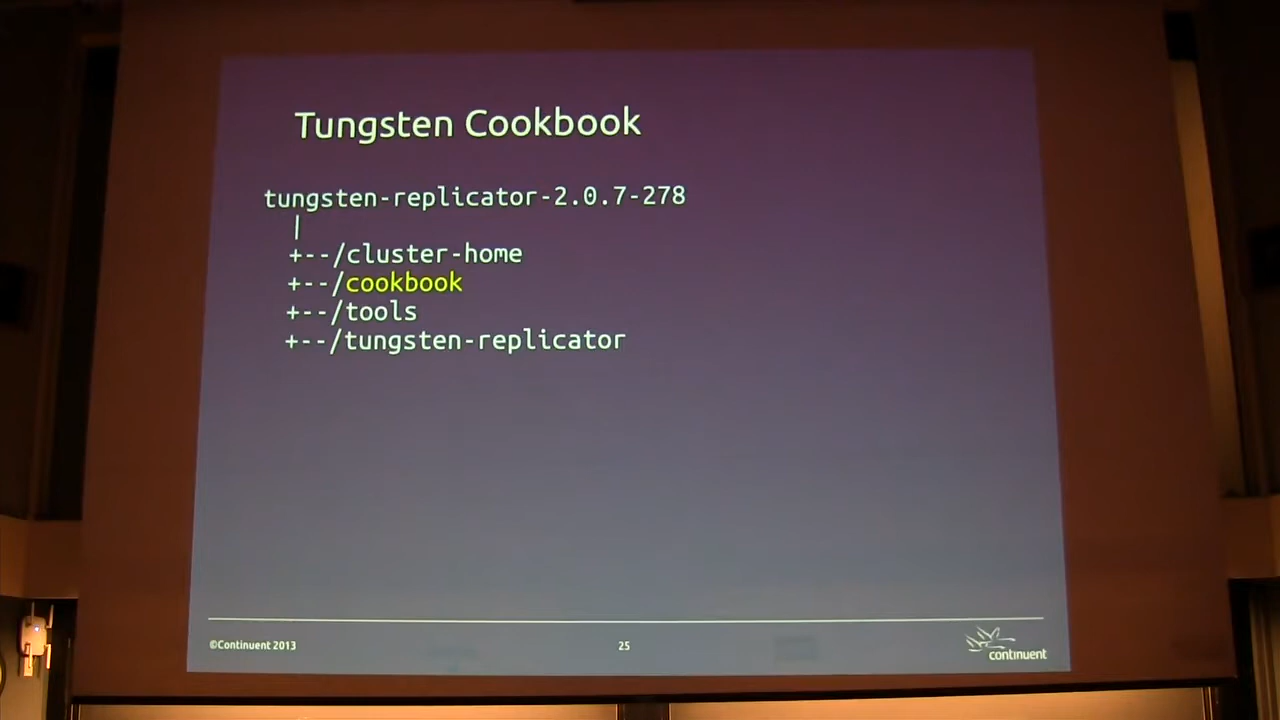 Tungsten Cookbook
tungsten-replicator-2.0.7-278
|
+--/cluster-home
+--/cookbook
+--/tools
+--/tungsten-replicator
©Continuent 2013
25
continuent